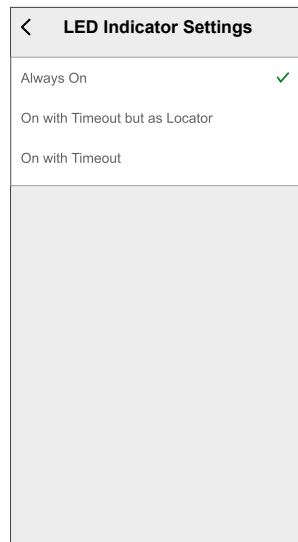 LED Indicator Settings
Always On
On with Timeout but as Locator
On with Timeout